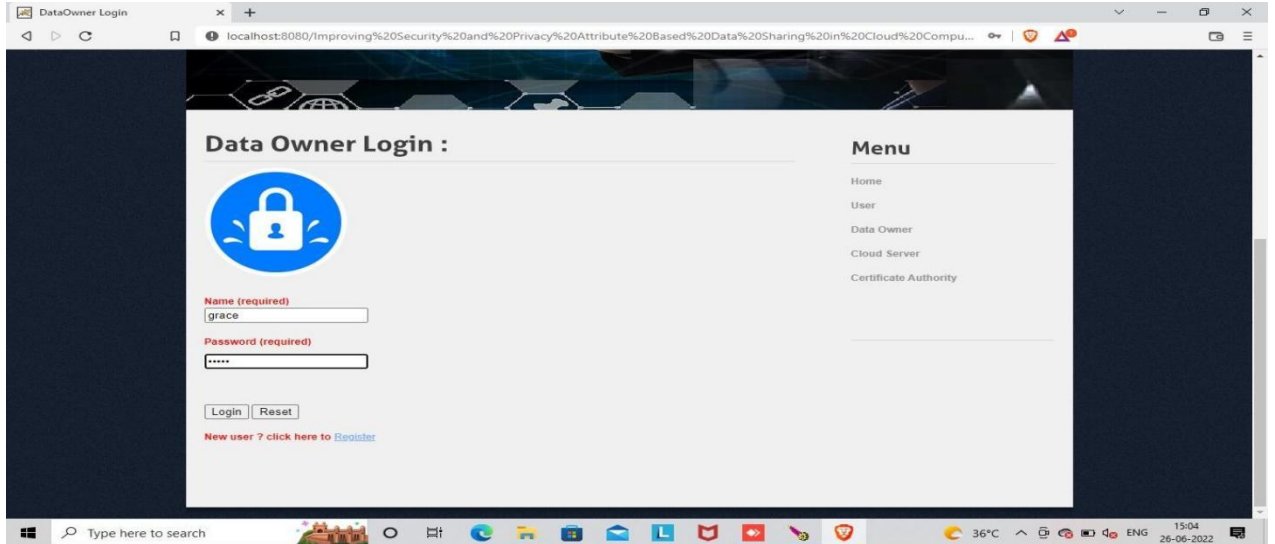 DataOwner Login
localhost:8080/Improving%20Security%20and%20Privacy%20Attribute%20Based%20Data%20Sharing%20in%20Cloud%20Compu...
Data Owner Login :
Name (required)
grace
Password (required)
•••••
Login Reset
New user ? click here to Register
Menu
Home
User
Data Owner
Cloud Server
Certificate Authority
Type here to search
L
36°C
ENG
15:04
26-06-2022